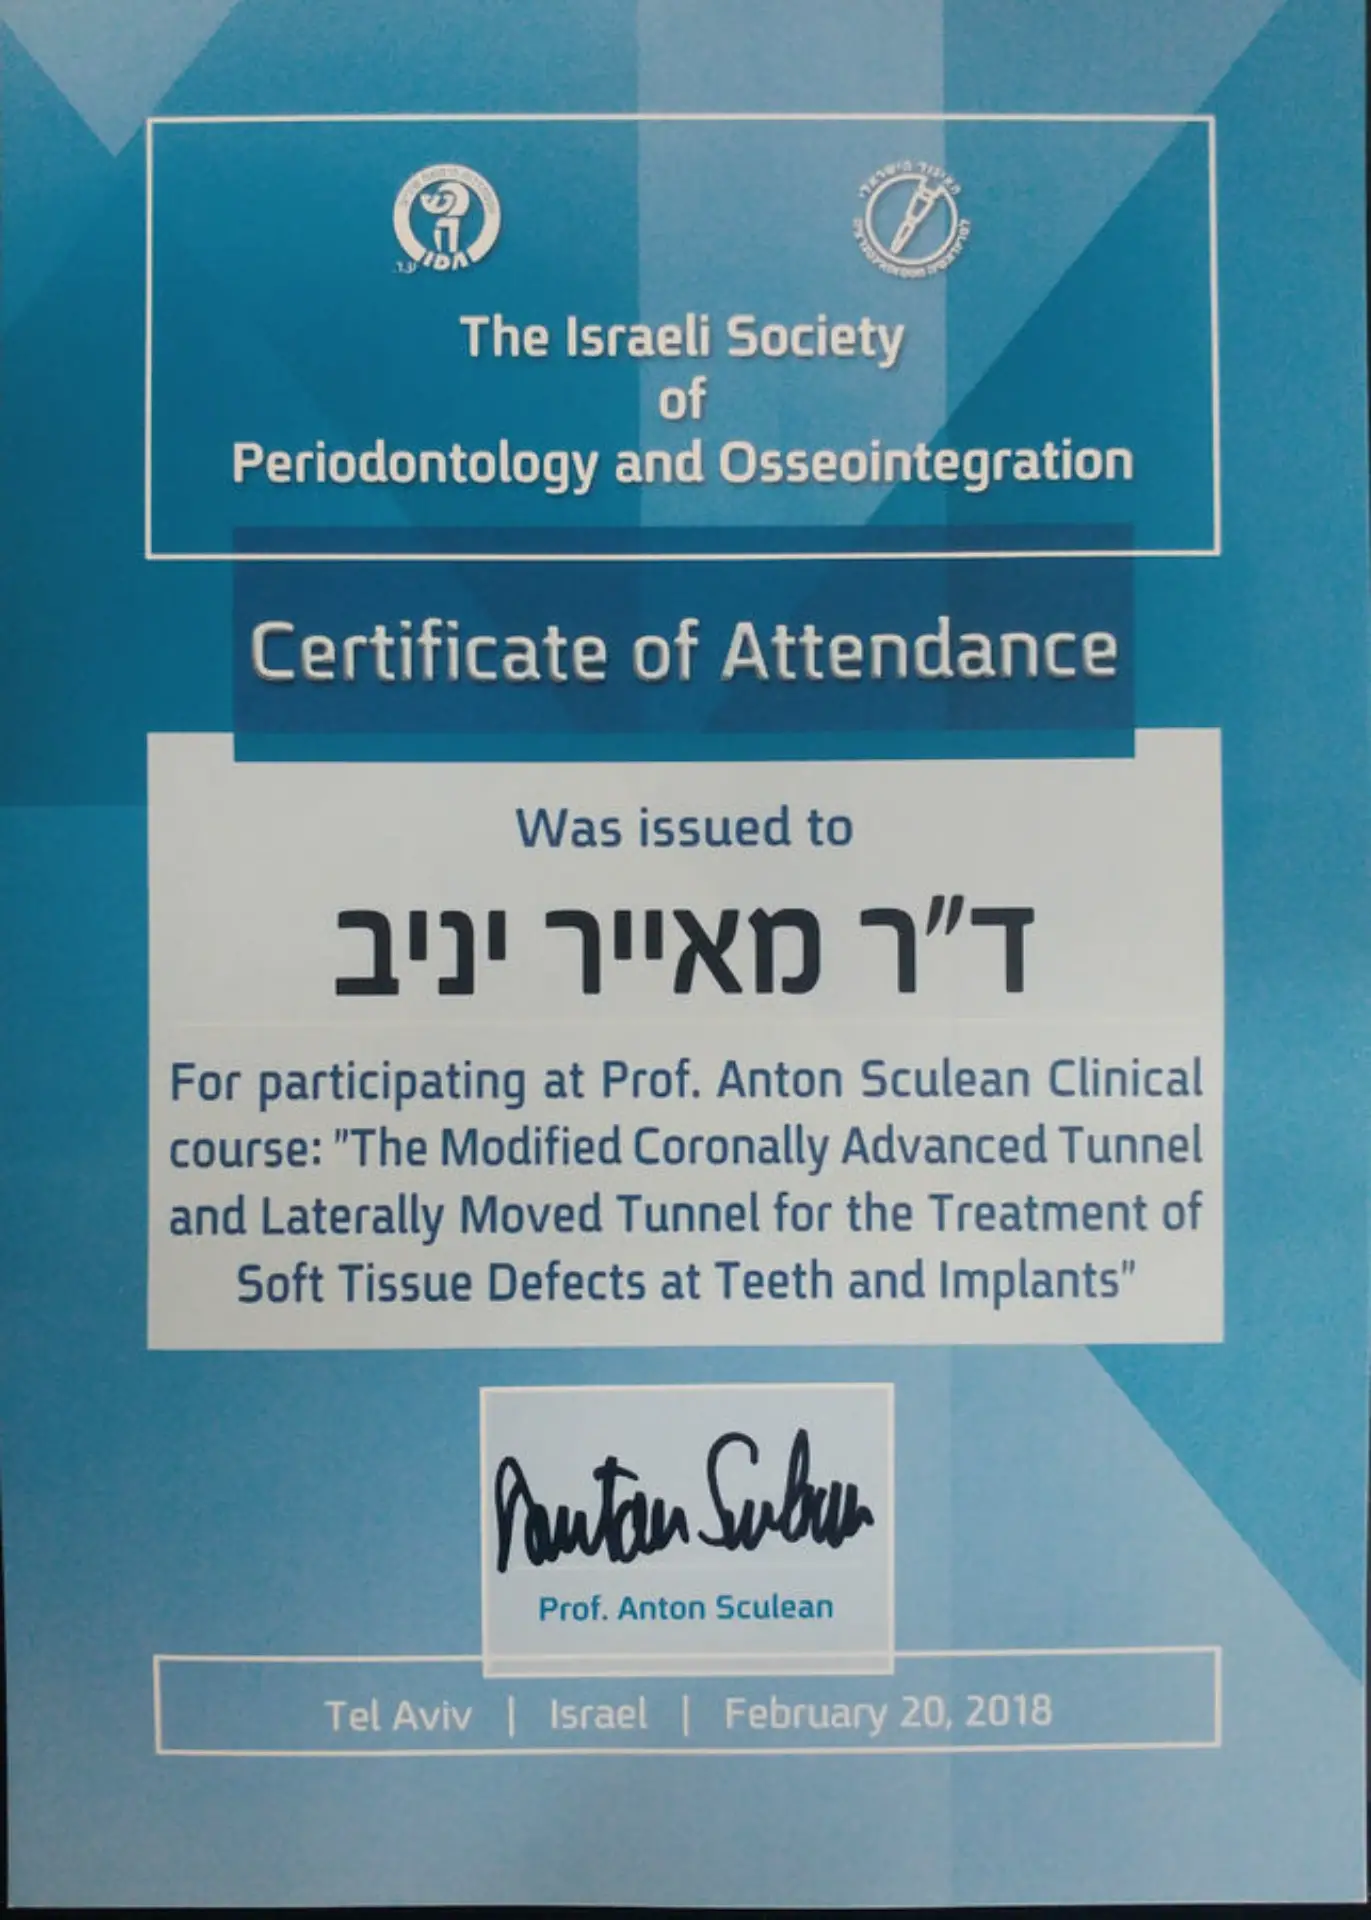 IDA
The Israeli Society
of
Periodontology and Osseointegration
Certificate of Attendance
Was issued to
ד"ר מאייר יניב
For participating at Prof. Anton Sculean Clinical
course: "The Modified Coronally Advanced Tunnel
and Laterally Moved Tunnel for the Treatment of
Soft Tissue Defects at Teeth and Implants"
Prof. Anton Sculean
Tel Aviv | Israel | February 20, 2018